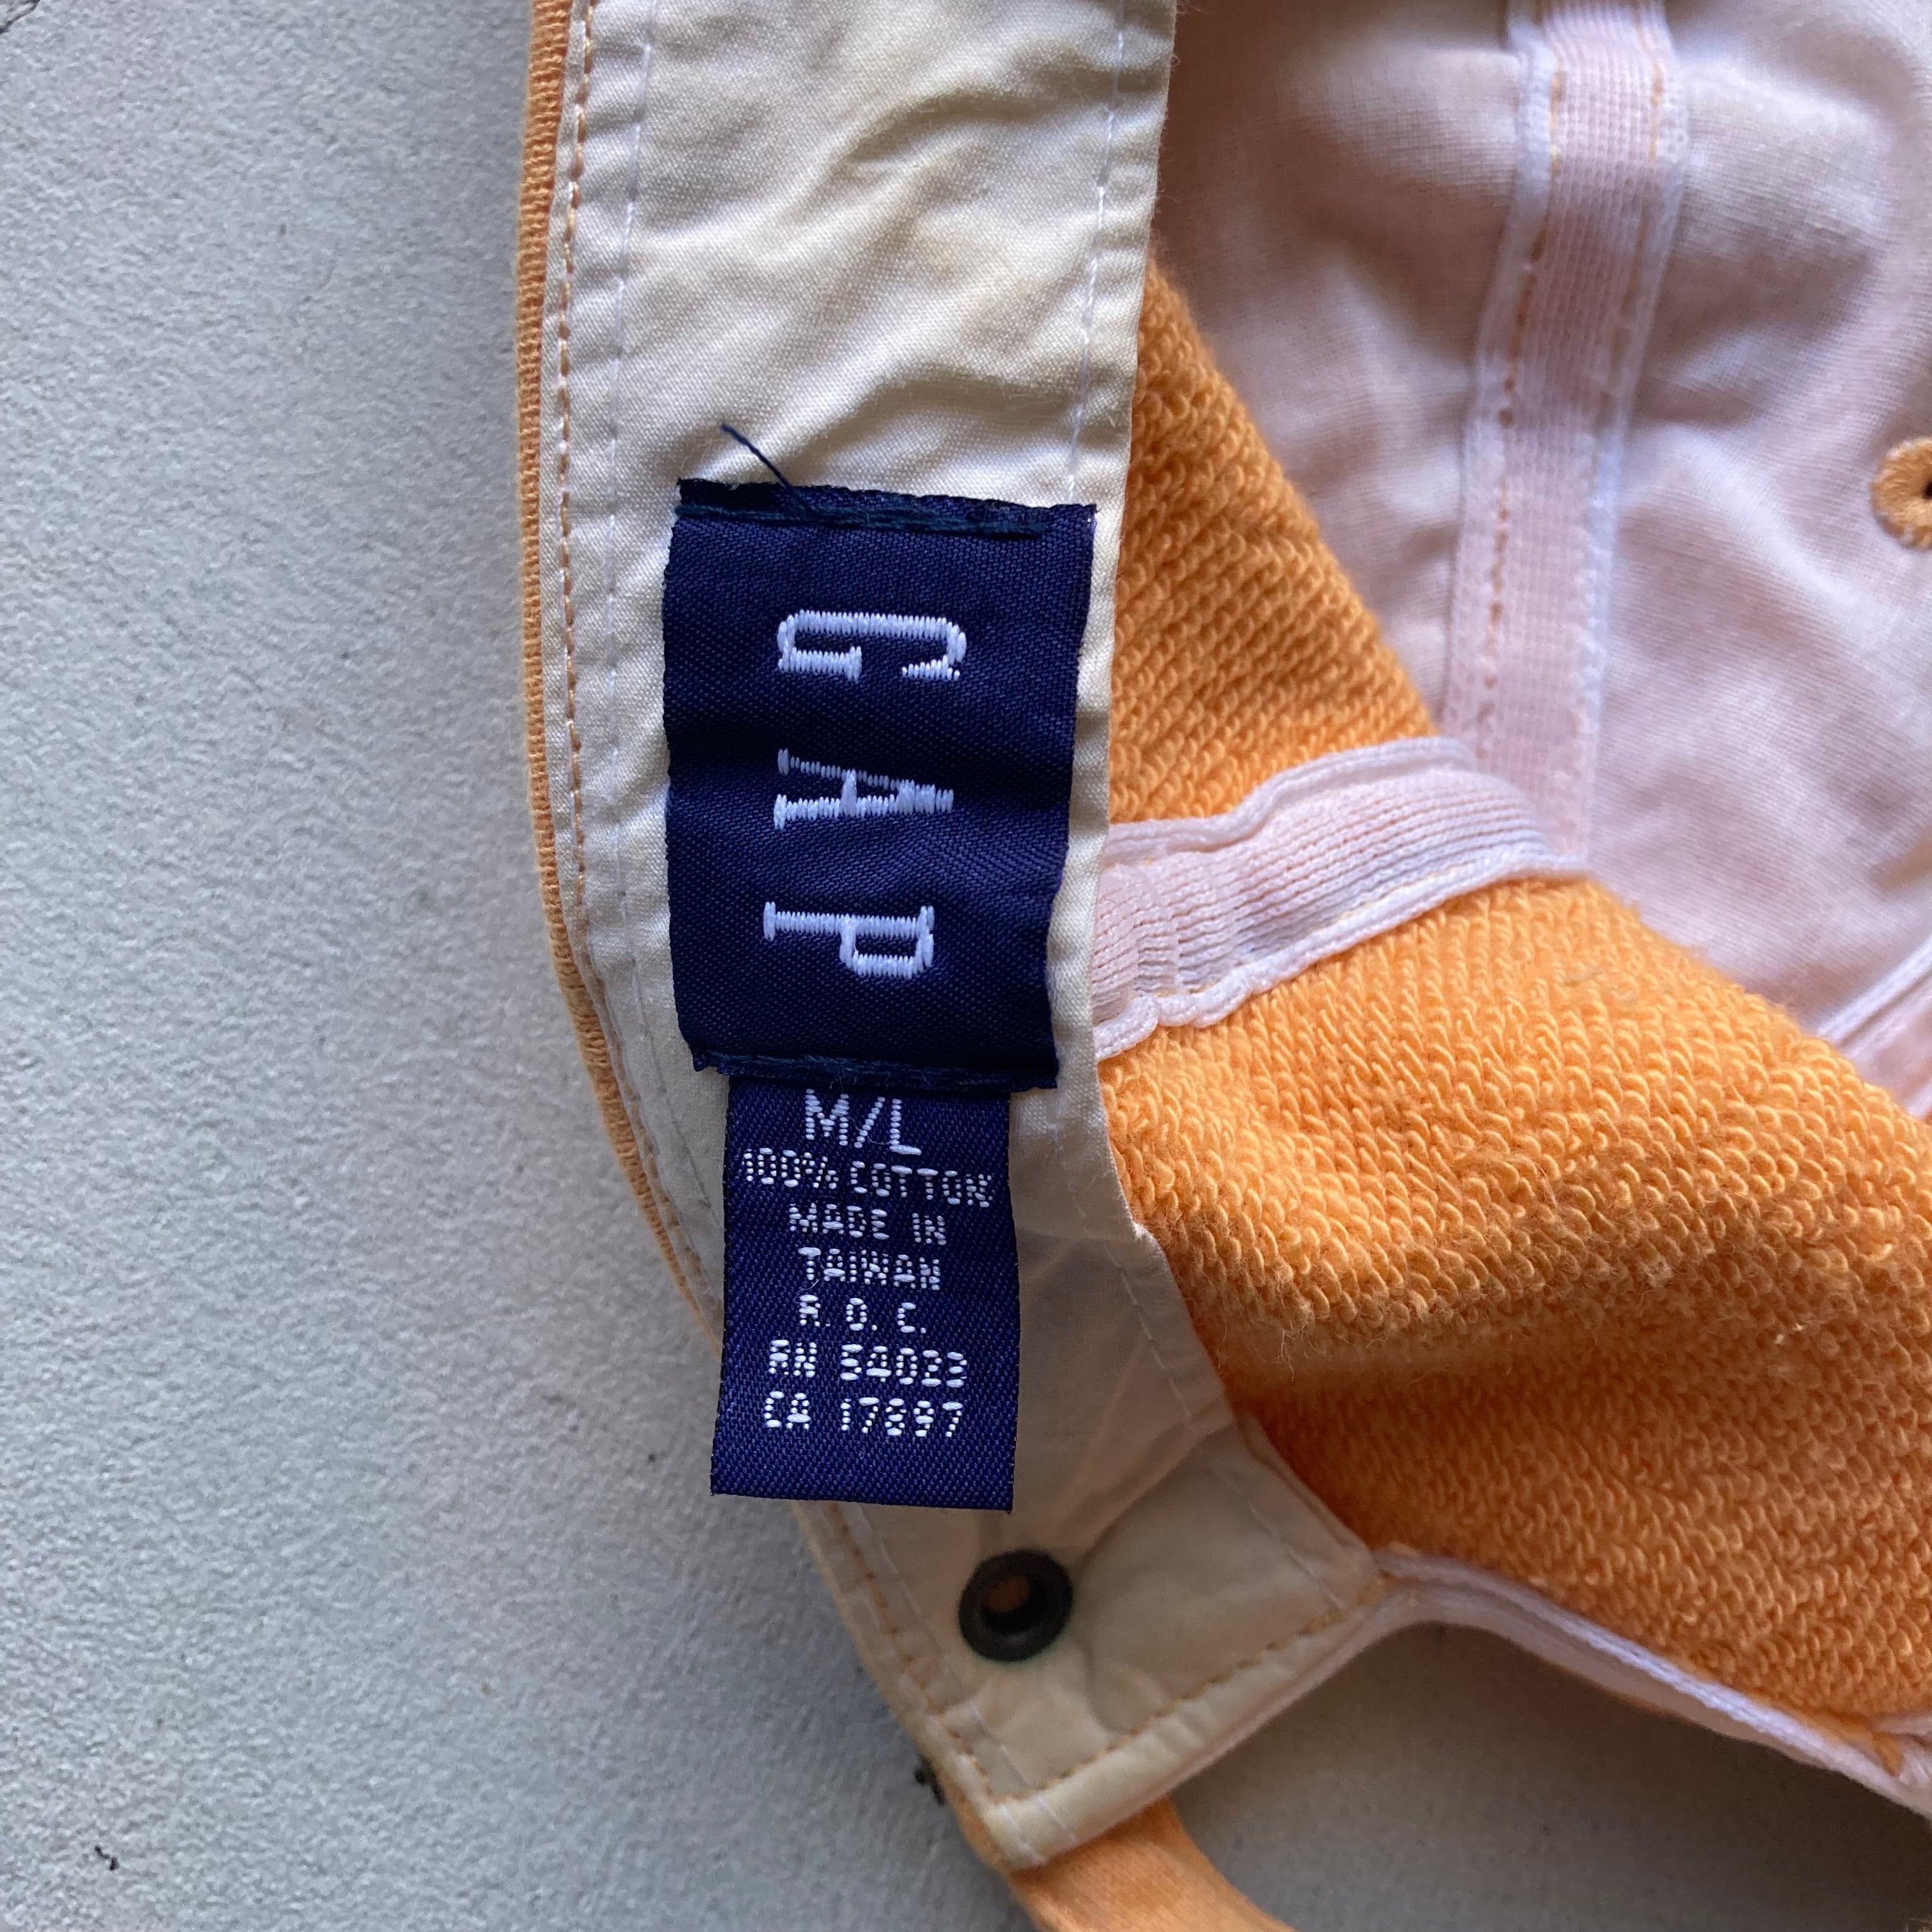 GAP
M/L
100% COTTON
MADE IN
TAIWAN
R.O.C.
RN 54023
CA 17897